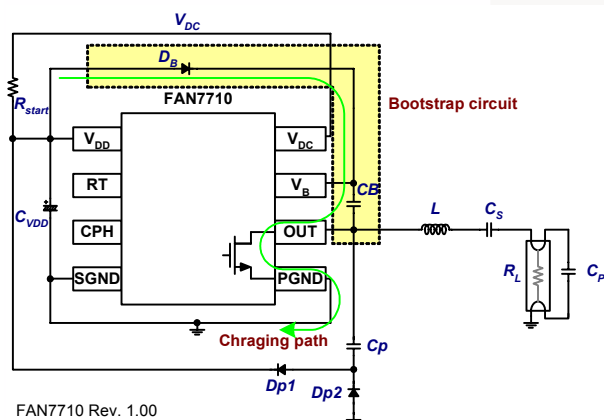 VDC
DB
FAN7710
Bootstrap circuit
Rstart
VDD
VDC
RT
VB
CB
CVDD
CPH
OUT
L
CS
SGND
PGND
RL
CP
Chraging path
Cp
Dp1
Dp2
FAN7710 Rev. 1.00